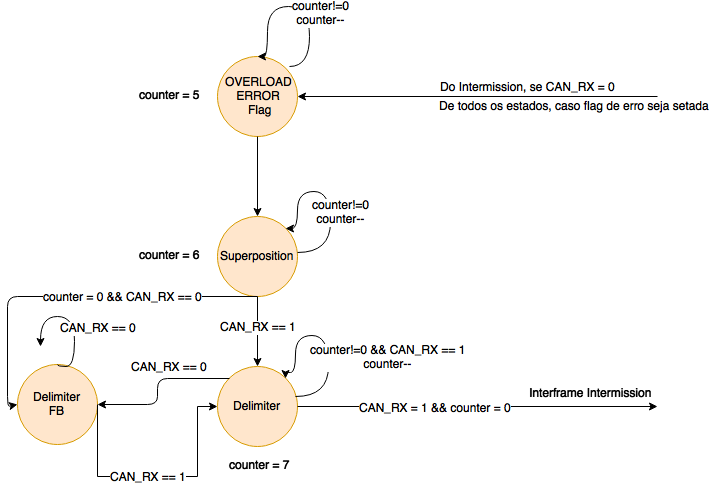 counter!=0
counter--
OVERLOAD
ERROR
Flag
counter = 5
Do Intermission, se CAN_RX = 0
De todos os estados, caso flag de erro seja setada
counter!=0
counter--
Superposition
counter = 6
counter = 0 && CAN_RX == 0
CAN_RX == 0
CAN_RX == 1
counter!=0 && CAN_RX == 1
counter--
CAN_RX == 0
Delimiter
FB
Delimiter
Interframe Intermission
CAN_RX = 1 && counter = 0
counter = 7
CAN_RX == 1